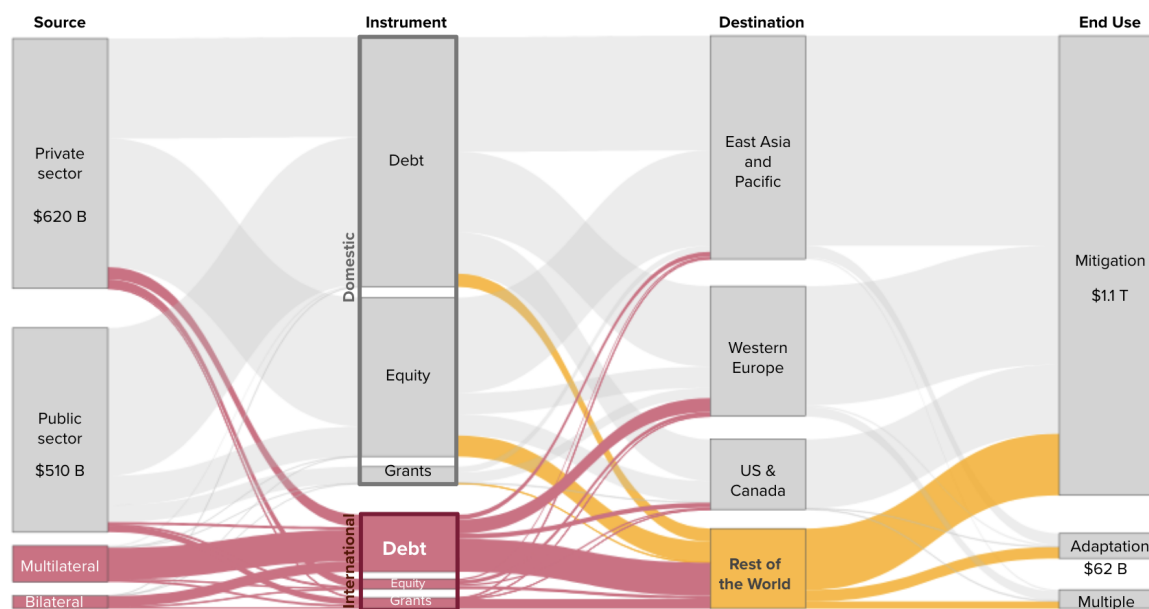 Source
Instrument
Destination
End Use
Private
sector
$620 B
Public
sector
$510 B
Multilateral
Bilateral
Domestic
Debt
Equity
Grants
International
Debt
Equity
Grants
East Asia
and
Pacific
Western
Europe
US &
Canada
Rest of
the World
Mitigation
$1.1 T
Adaptation
$62 B
Multiple